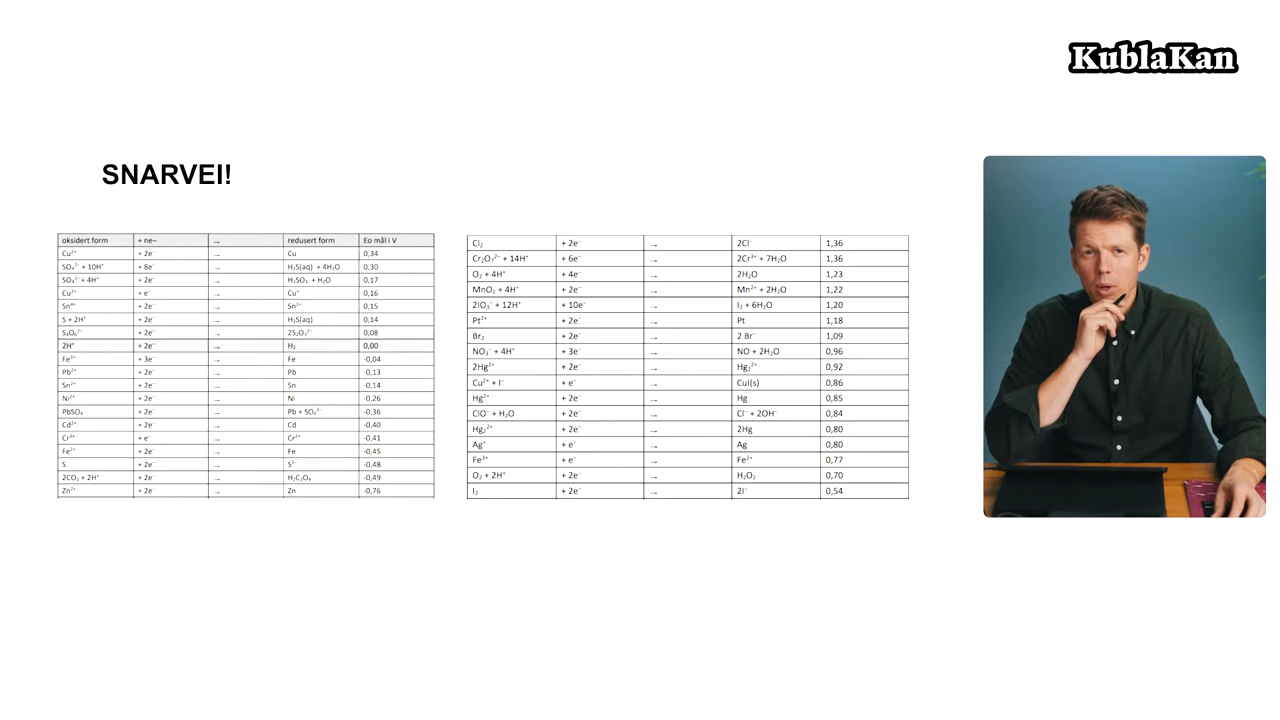 KublaKan
SNARVEI!
oksidert form + ne– → redusert form Eo mål i V
Cu²⁺ + 2e⁻ → Cu 0,34
SO₄²⁻ + 10H⁺ + 8e⁻ → H₂S(aq) + 4H₂O 0,30
SO₄²⁻ + 4H⁺ + 2e⁻ → H₂SO₃ + H₂O 0,17
Cu²⁺ + e⁻ → Cu⁺ 0,16
Sn⁴⁺ + 2e⁻ → Sn²⁺ 0,15
S + 2H⁺ + 2e⁻ → H₂S(aq) 0,14
S₄O₆²⁻ + 2e⁻ → 2S₂O₃²⁻ 0,08
2H⁺ + 2e⁻ → H₂ 0,00
Fe³⁺ + 3e⁻ → Fe -0,04
Pb²⁺ + 2e⁻ → Pb -0,13
Sn²⁺ + 2e⁻ → Sn -0,14
Ni²⁺ + 2e⁻ → Ni -0,26
PbSO₄ + 2e⁻ → Pb + SO₄²⁻ -0,36
Cd²⁺ + 2e⁻ → Cd -0,40
Cr³⁺ + e⁻ → Cr²⁺ -0,41
Fe²⁺ + 2e⁻ → Fe -0,45
S + 2e⁻ → S²⁻ -0,48
2CO₂ + 2H⁺ + 2e⁻ → H₂C₂O₄ -0,49
Zn²⁺ + 2e⁻ → Zn -0,76
Cl₂ + 2e⁻ → 2Cl⁻ 1,36
Cr₂O₇²⁻ + 14H⁺ + 6e⁻ → 2Cr³⁺ + 7H₂O 1,36
O₂ + 4H⁺ + 4e⁻ → 2H₂O 1,23
MnO₂ + 4H⁺ + 2e⁻ → Mn²⁺ + 2H₂O 1,22
2IO₃⁻ + 12H⁺ + 10e⁻ → I₂ + 6H₂O 1,20
Pt²⁺ + 2e⁻ → Pt 1,18
Br₂ + 2e⁻ → 2 Br⁻ 1,09
NO₃⁻ + 4H⁺ + 3e⁻ → NO + 2H₂O 0,96
2Hg²⁺ + 2e⁻ → Hg₂²⁺ 0,92
Cu²⁺ + I⁻ + e⁻ → CuI(s) 0,86
Hg²⁺ + 2e⁻ → Hg 0,85
ClO⁻ + H₂O + 2e⁻ → Cl⁻ + 2OH⁻ 0,84
Hg₂²⁺ + 2e⁻ → 2Hg 0,80
Ag⁺ + e⁻ → Ag 0,80
Fe³⁺ + e⁻ → Fe²⁺ 0,77
O₂ + 2H⁺ + 2e⁻ → H₂O₂ 0,70
I₂ + 2e⁻ → 2I⁻ 0,54